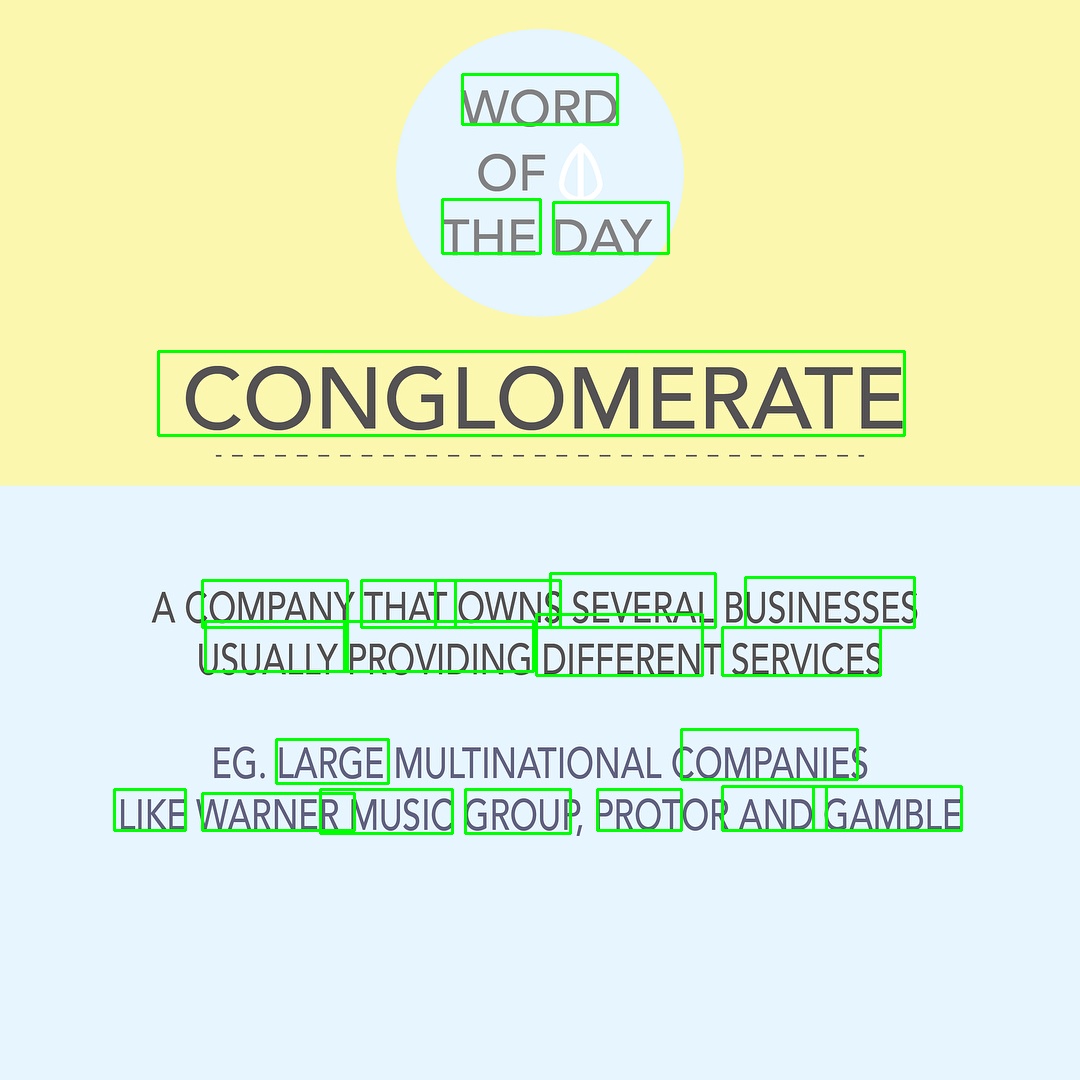 WORD
OF
THE DAY
CONGLOMERATE
A COMPANY THAT OWNS SEVERAL BUSINESSES
USUALLY PROVIDING DIFFERENT SERVICES
EG. LARGE MULTINATIONAL COMPANIES
LIKE WARNER MUSIC GROUP, PROTOR AND GAMBLE